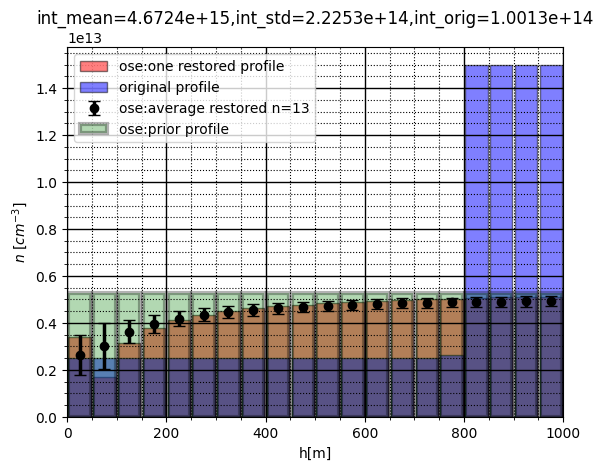 int_mean=4.6724e+15,int_std=2.2253e+14,int_orig=1.0013e+14
1e13
ose:one restored profile
original profile
ose:average restored n=13
ose:prior profile
1.4
1.2
1.0
0.8
0.6
0.4
0.2
0.0
n [cm⁻³]
0 200 400 600 800 1000
h[m]